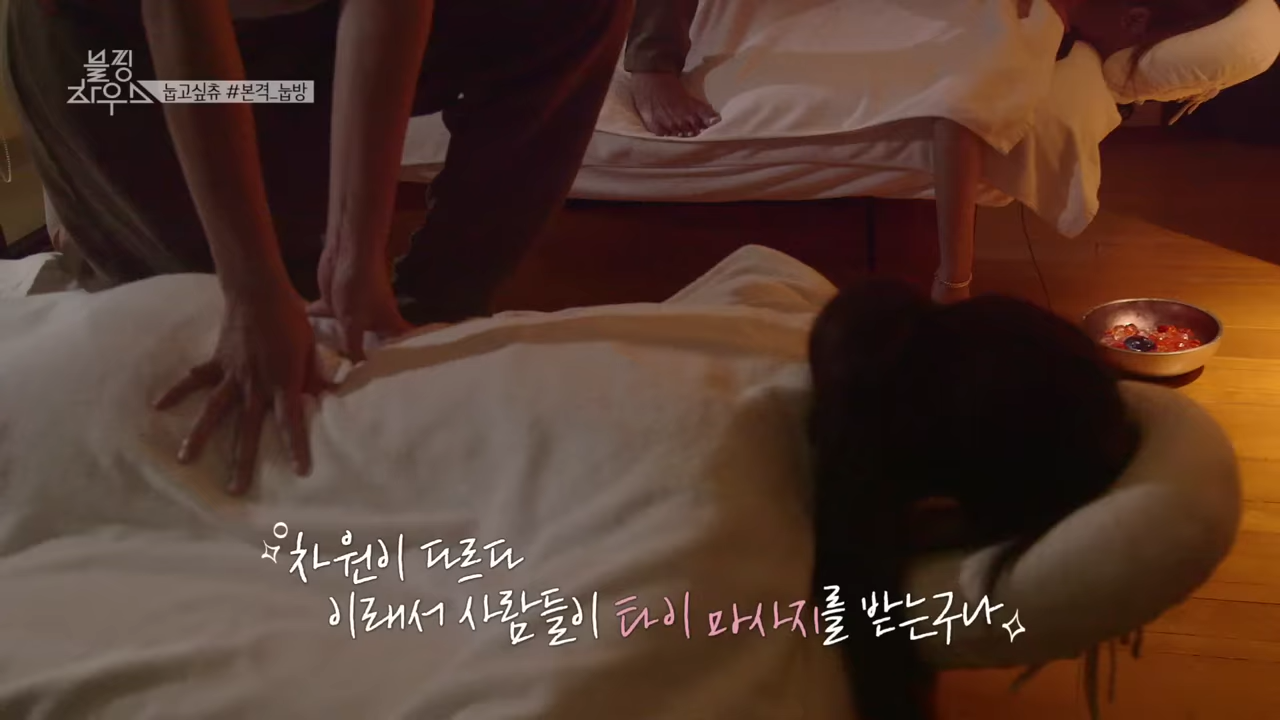 블핑
하우스
눕고싶츄 #본격_눕방
차원이 다르다
이래서 사람들이 타이 마사지를 받는구나